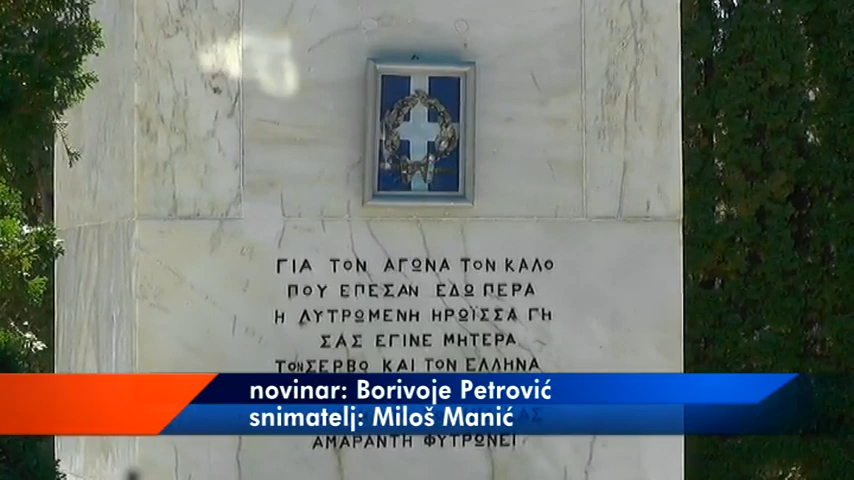 ΓΙΑ ΤΟΝ ΑΓΩΝΑ ΤΟΝ ΚΑΛΟ
ΠΟΥ ΕΠΕΣΑΝ ΕΔΩ ΠΕΡΑ
Η ΛΥΤΡΩΜΕΝΗ ΗΡΩΪΣΣΑ ΓΗ
ΣΑΣ ΕΓΙΝΕ ΜΗΤΕΡΑ
ΤΟΝ ΣΕΡΒΟ ΚΑΙ ΤΟΝ ΕΛΛΗΝΑ
novinar: Borivoje Petrović
snimatelj: Miloš Manić
ΑΜΑΡΑΝΤΗ ΦΥΤΡΩΝΕΙ